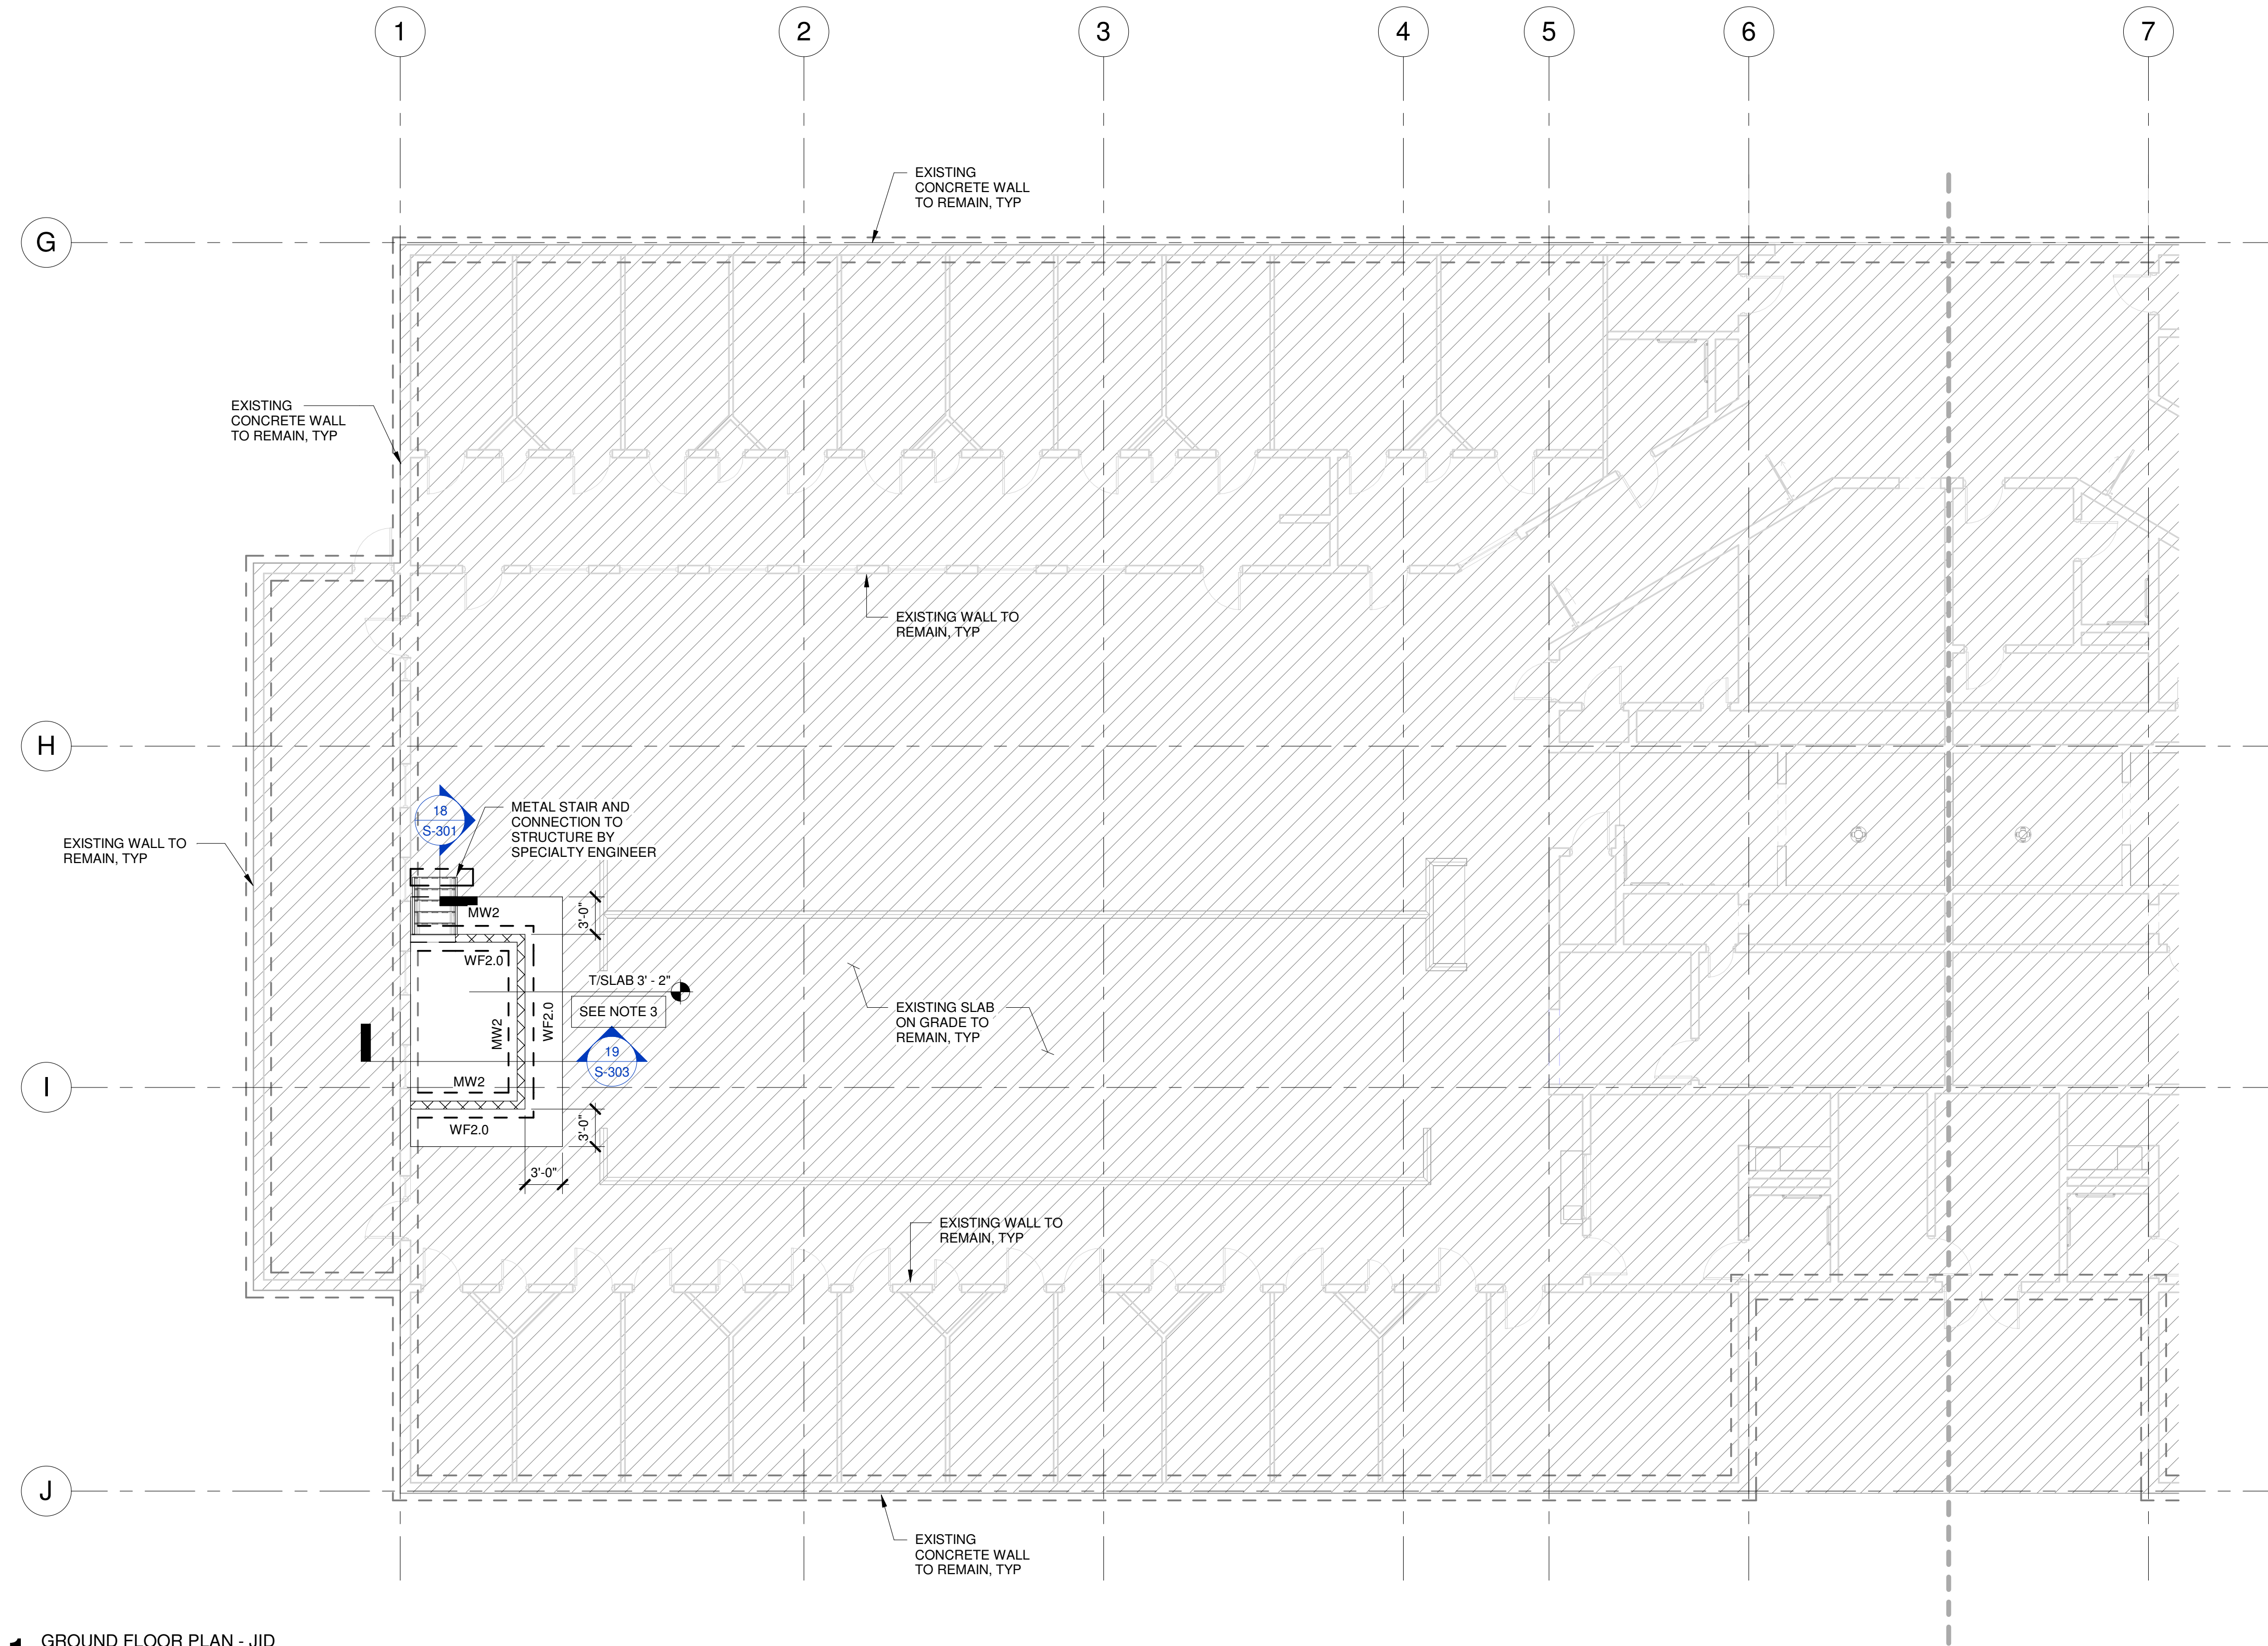 1
2
3
4
5
6
7
EXISTING
CONCRETE WALL
TO REMAIN, TYP
G
EXISTING
CONCRETE WALL
TO REMAIN, TYP
EXISTING WALL TO
REMAIN, TYP
H
18
S-301
METAL STAIR AND
CONNECTION TO
STRUCTURE BY
SPECIALTY ENGINEER
EXISTING WALL TO
REMAIN, TYP
MW2
3'-0"
WF2.0
T/SLAB 3' - 2"
SEE NOTE 3
MW2
WF2.0
EXISTING SLAB
ON GRADE TO
REMAIN, TYP
19
S-303
MW2
I
WF2.0
3'-0"
3'-0"
EXISTING WALL TO
REMAIN, TYP
J
EXISTING
CONCRETE WALL
TO REMAIN, TYP
1 GROUND FLOOR PLAN - JID